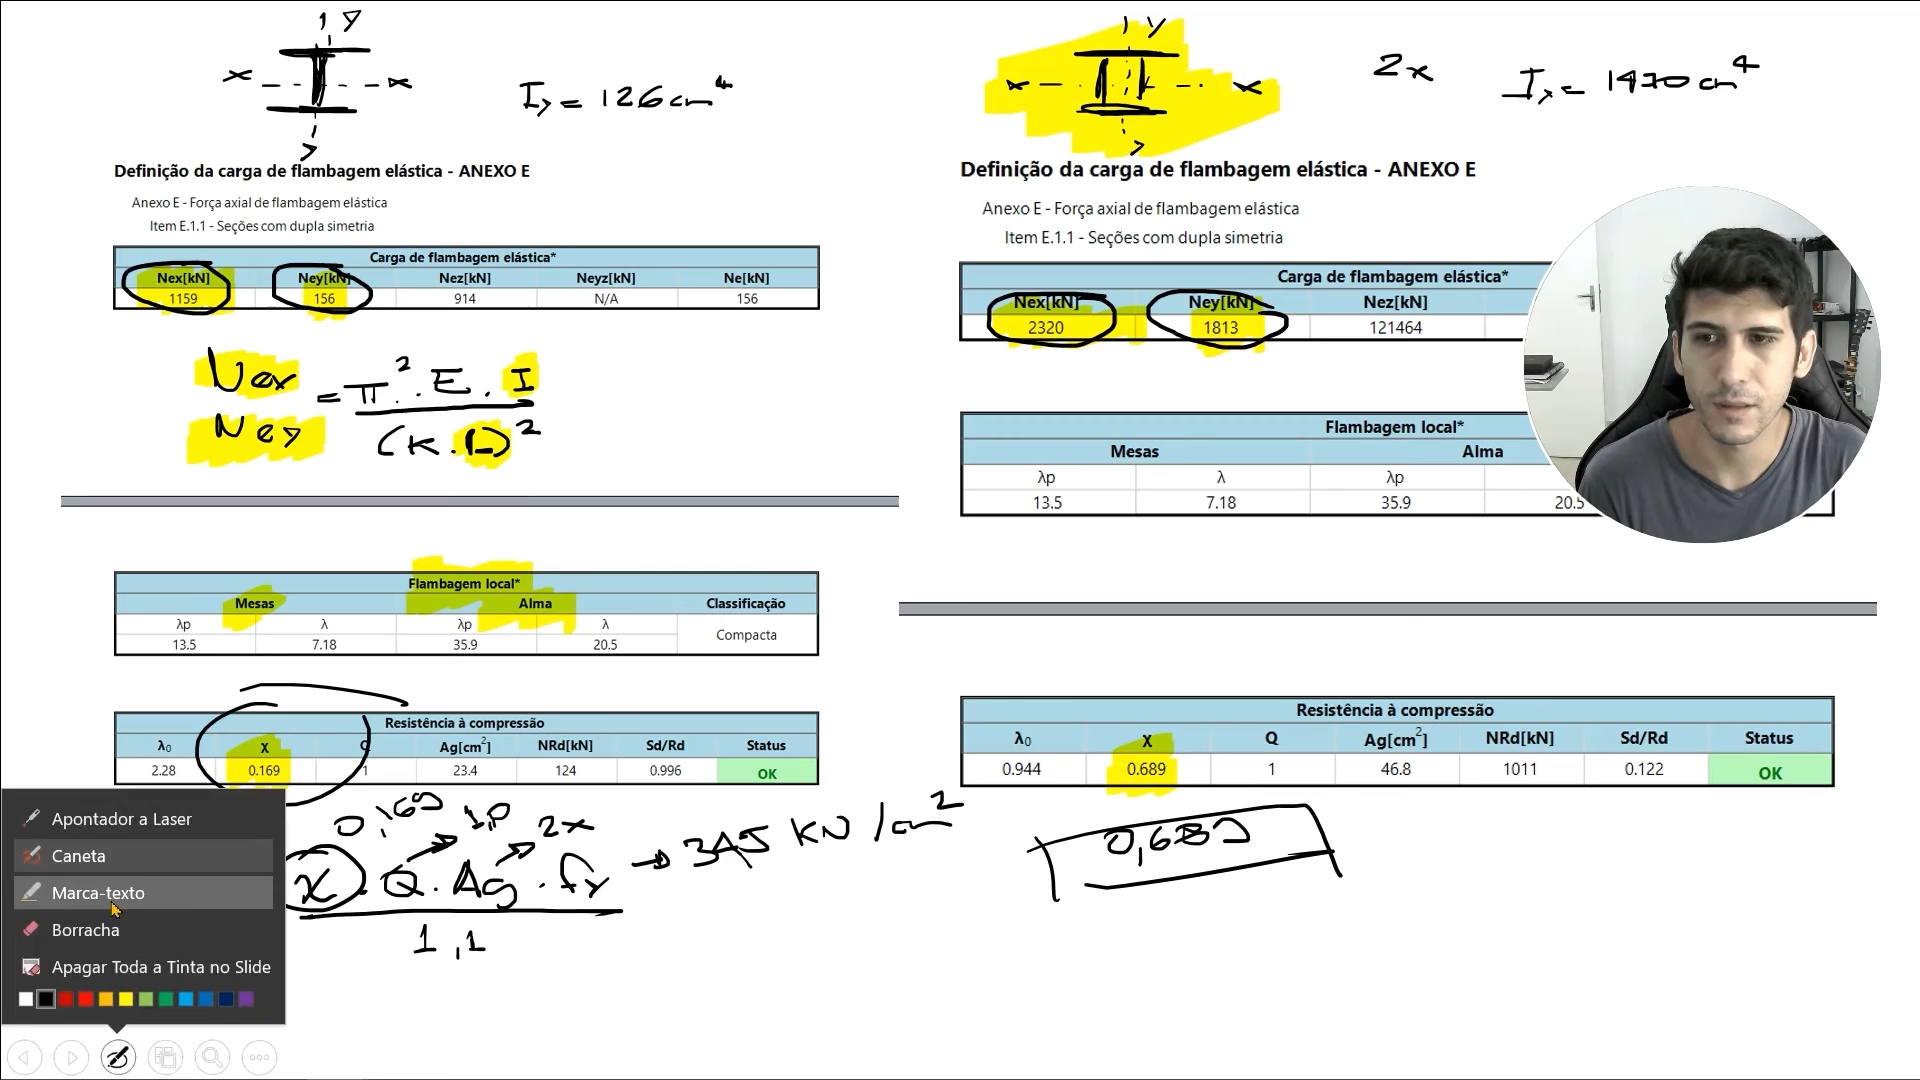 y
x x
y
Iy = 126 cm⁴
Definição da carga de flambagem elástica - ANEXO E
Anexo E - Força axial de flambagem elástica
Item E.1.1 - Seções com dupla simetria
Carga de flambagem elástica*
Nex[kN] Ney[kN] Nez[kN] Neyz[kN] Ne[kN]
1159 156 914 N/A 156
Nex
Ney
= π². E. I
(K.L)²
Flambagem local*
Mesas Alma Classificação
λp λ λp λ Compacta
13.5 7.18 35.9 20.5
Resistência à compressão
λ₀ X Q Ag[cm²] NRd[kN] Sd/Rd Status
2.28 0.169 1 23.4 124 0.996 OK
0,169 1,0 2x
X. Q. Ag. fy → 34,5 KN/cm²
1,1
y
x x
y
2x Iy = 1470 cm⁴
Definição da carga de flambagem elástica - ANEXO E
Anexo E - Força axial de flambagem elástica
Item E.1.1 - Seções com dupla simetria
Carga de flambagem elástica*
Nex[kN] Ney[kN] Nez[kN]
2320 1813 121464
Flambagem local*
Mesas Alma
λp λ λp
13.5 7.18 35.9 20.5
Resistência à compressão
λ₀ X Q Ag[cm²] NRd[kN] Sd/Rd Status
0.944 0.689 1 46.8 1011 0.122 OK
0,689
Apontador a Laser
Caneta
Marca-texto
Borracha
Apagar Toda a Tinta no Slide